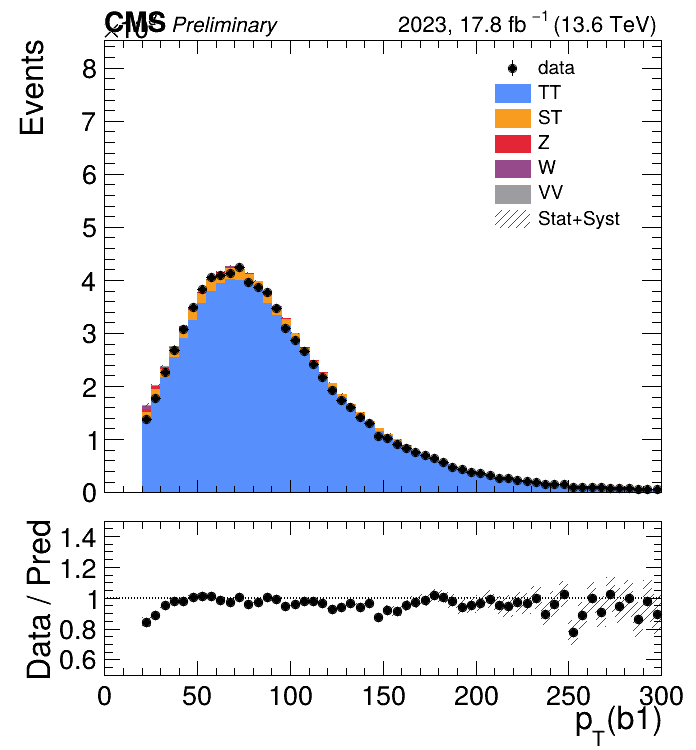 CMS Preliminary 2023, 17.8 fb⁻¹ (13.6 TeV)
Events
8
7
6
5
4
3
2
1
0
data
TT
ST
Z
W
VV
Stat+Syst
Data / Pred
1.4
1.2
1
0.8
0.6
0 50 100 150 200 250 300
p_T(b1)